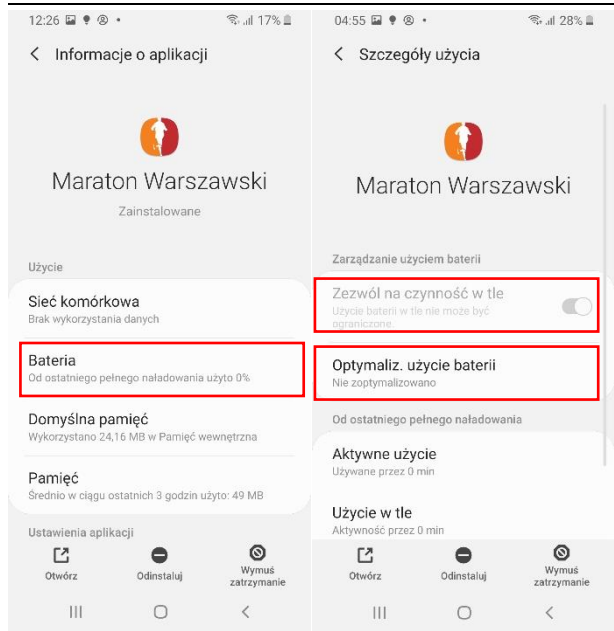 12:26
17%
Informacje o aplikacji
Maraton Warszawski
Zainstalowane
Użycie
Sieć komórkowa
Brak wykorzystania danych
Bateria
Od ostatniego pełnego naładowania użyto 0%
Domyślna pamięć
Wykorzystano 24,16 MB w Pamięć wewnętrzna
Pamięć
Średnio w ciągu ostatnich 3 godzin użyto: 49 MB
Ustawienia aplikacji
Otwórz
Odinstaluj
Wymuś
zatrzymanie
04:55
28%
Szczegóły użycia
Maraton Warszawski
Zarządzanie użyciem baterii
Zezwól na czynność w tle
Użycie baterii w tle nie może być
ograniczone.
Optymaliz. użycie baterii
Nie zoptymalizowano
Od ostatniego pełnego naładowania
Aktywne użycie
Używane przez 0 min
Użycie w tle
Aktywność przez 0 min
Otwórz
Odinstaluj
Wymuś
zatrzymanie